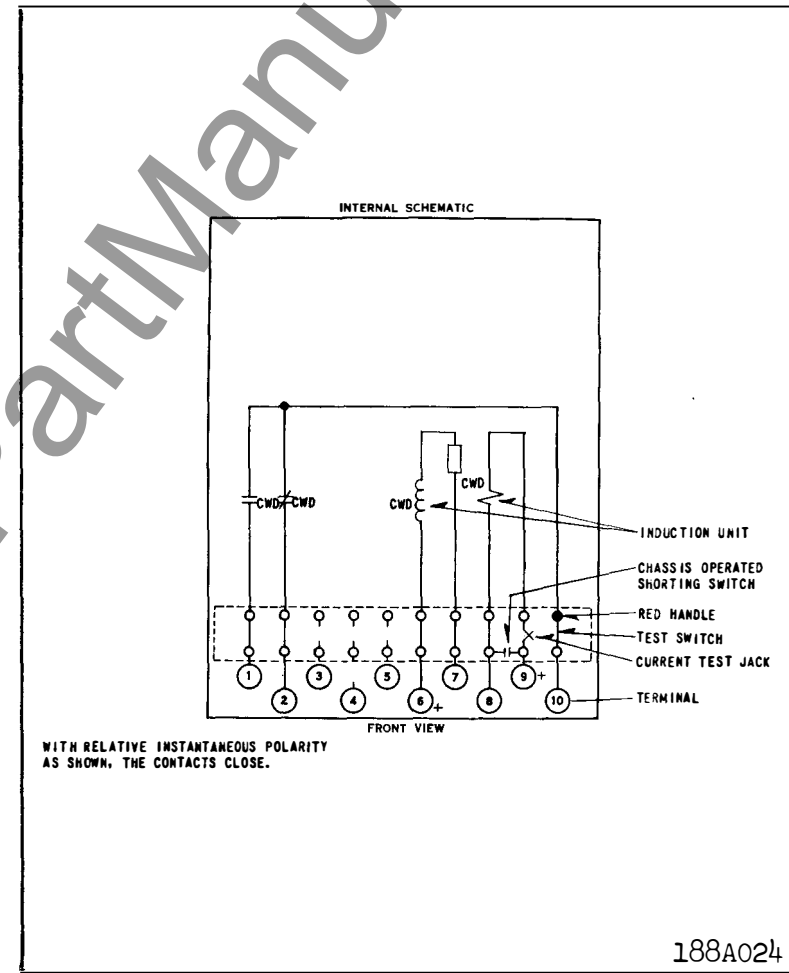 PartManu
INTERNAL SCHEMATIC
CWD CWD
CWD
CWD
INDUCTION UNIT
CHASSIS OPERATED
SHORTING SWITCH
RED HANDLE
TEST SWITCH
CURRENT TEST JACK
1 3 5 7 9 +
2 4 6 + 8 10
TERMINAL
FRONT VIEW
WITH RELATIVE INSTANTANEOUS POLARITY
AS SHOWN, THE CONTACTS CLOSE.
188A024